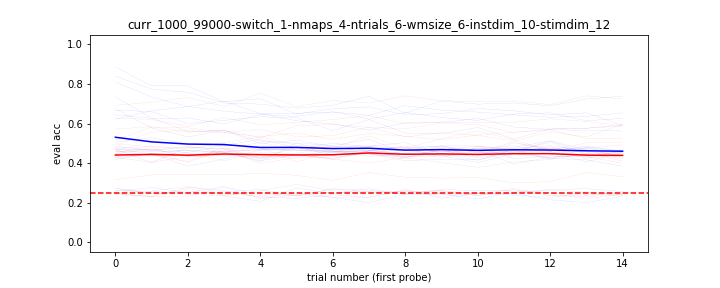 curr_1000_99000-switch_1-nmaps_4-ntrials_6-wmsize_6-instdim_10-stimdim_12
eval acc
1.0
0.8
0.6
0.4
0.2
0.0
0 2 4 6 8 10 12 14
trial number (first probe)